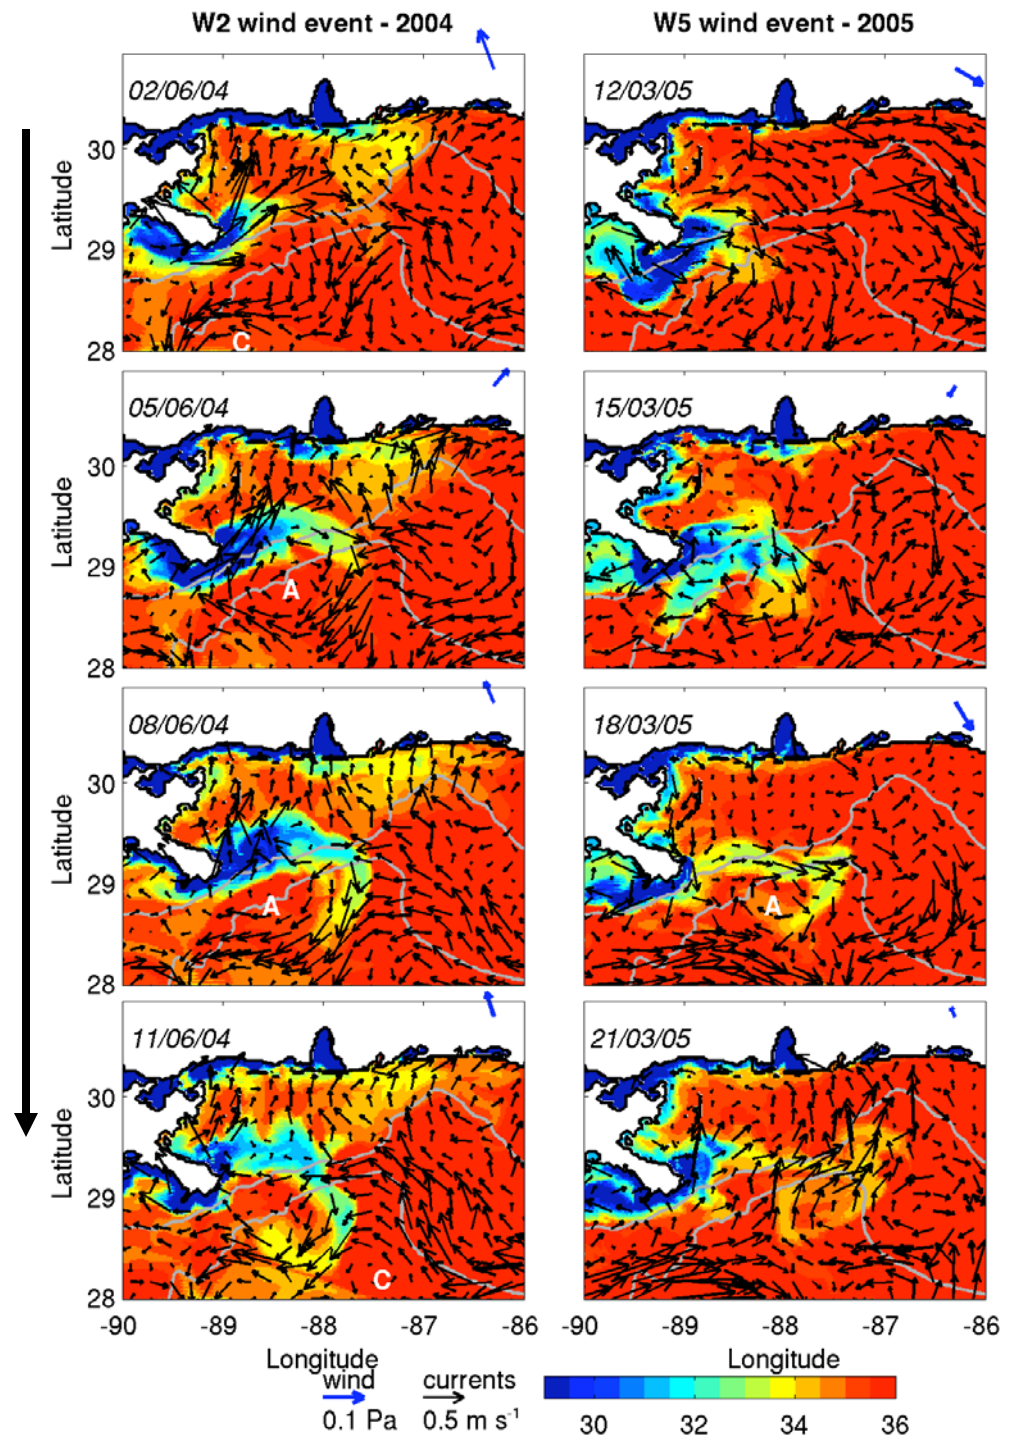 W2 wind event - 2004
W5 wind event - 2005
02/06/04
12/03/05
30
29
28
Latitude
C
05/06/04
15/03/05
30
29
28
Latitude
A
08/06/04
18/03/05
30
29
28
Latitude
A
A
11/06/04
21/03/05
30
29
28
Latitude
C
-90 -89 -88 -87 -86
-90 -89 -88 -87 -86
Longitude
Longitude
wind
currents
0.1 Pa
0.5 m s⁻¹
30 32 34 36